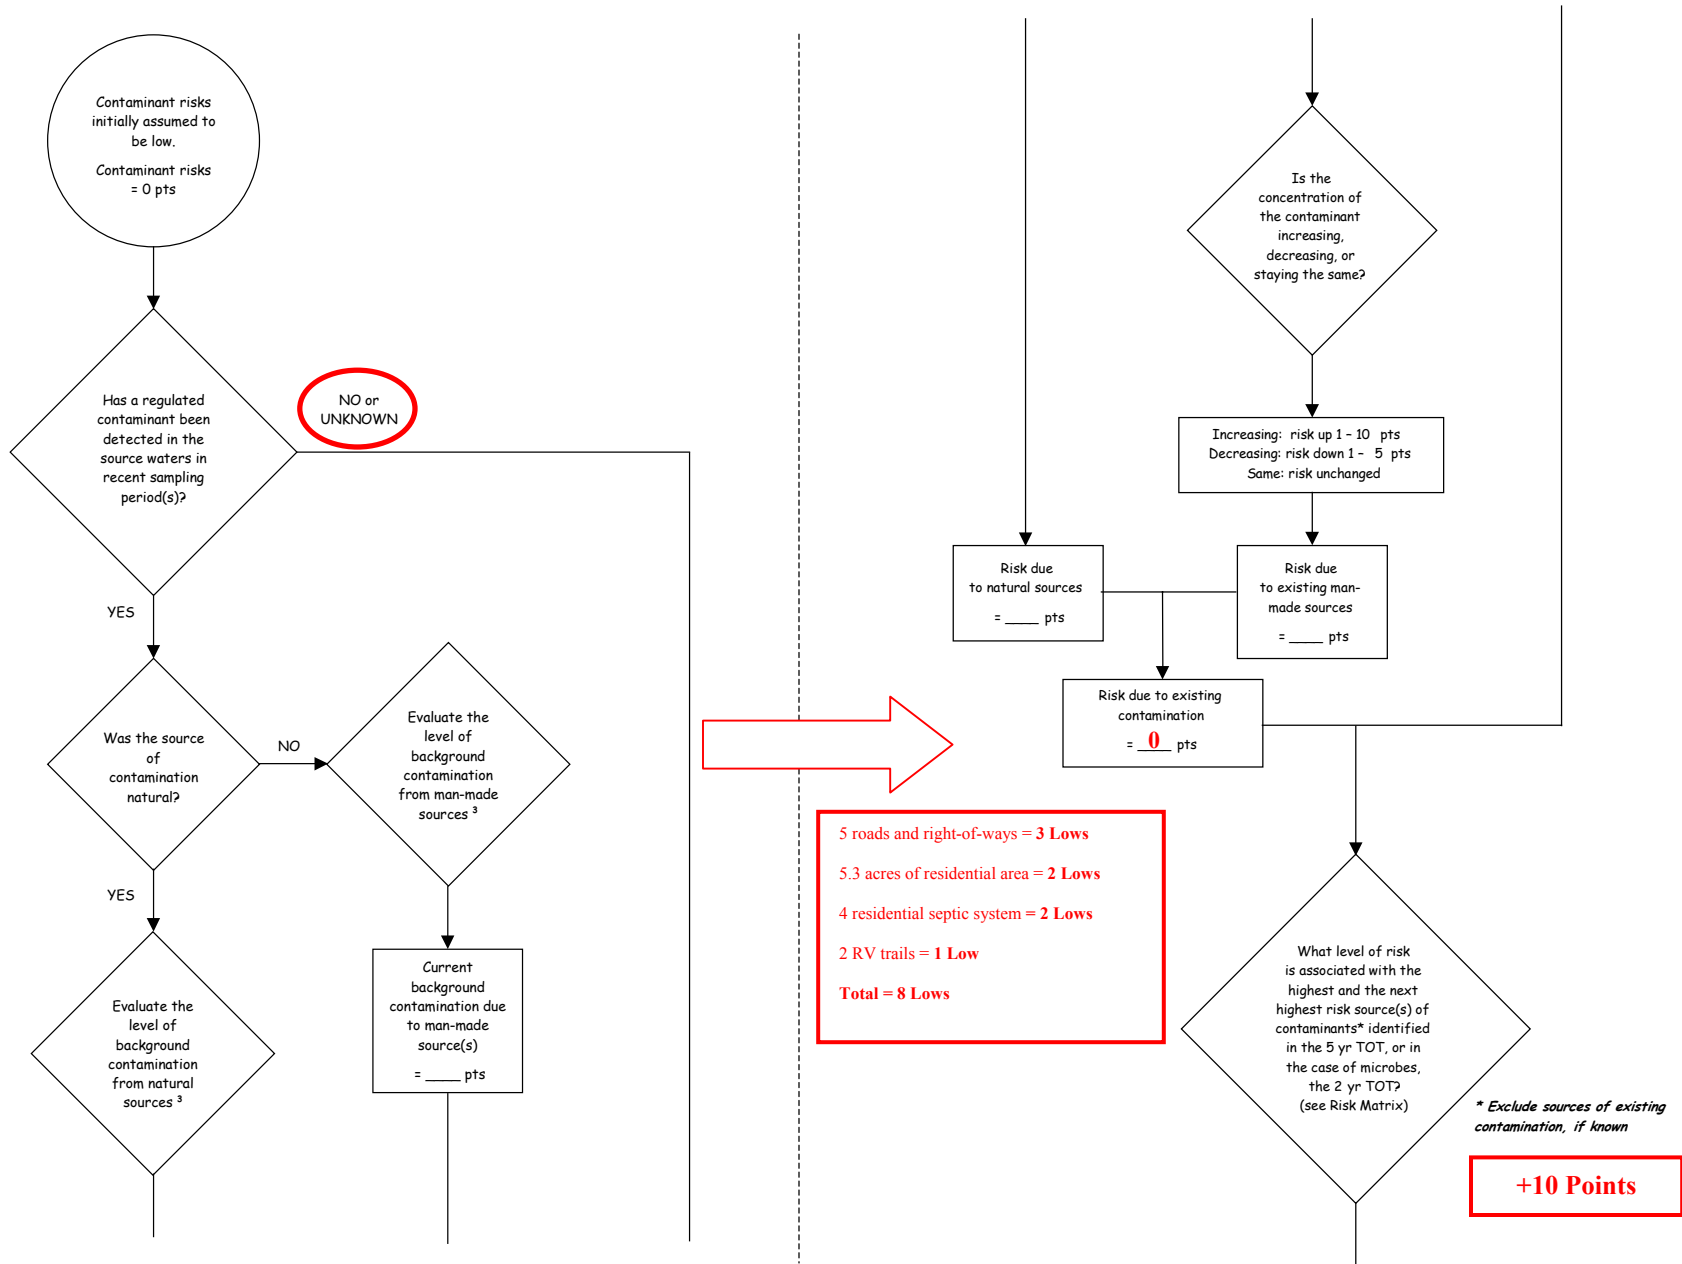 Contaminant risks
initially assumed to
be low.
Contaminant risks
= 0 pts
Has a regulated
contaminant been
detected in the
source waters in
recent sampling
period(s)?
NO or
UNKNOWN
YES
Was the source
of
contamination
natural?
NO
Evaluate the
level of
background
contamination
from man-made
sources ³
YES
Evaluate the
level of
background
contamination
from natural
sources ³
Current
background
contamination due
to man-made
source(s)
= ____ pts
Is the
concentration of
the contaminant
increasing,
decreasing, or
staying the same?
Increasing: risk up 1 – 10 pts
Decreasing: risk down 1 – 5 pts
Same: risk unchanged
Risk due
to natural sources
= ____ pts
Risk due
to existing man-
made sources
= ____ pts
Risk due to existing
contamination
= 0 pts
5 roads and right-of-ways = 3 Lows
5.3 acres of residential area = 2 Lows
4 residential septic system = 2 Lows
2 RV trails = 1 Low
Total = 8 Lows
What level of risk
is associated with the
highest and the next
highest risk source(s) of
contaminants* identified
in the 5 yr TOT, or in
the case of microbes,
the 2 yr TOT?
(see Risk Matrix)
* Exclude sources of existing
contamination, if known
+10 Points